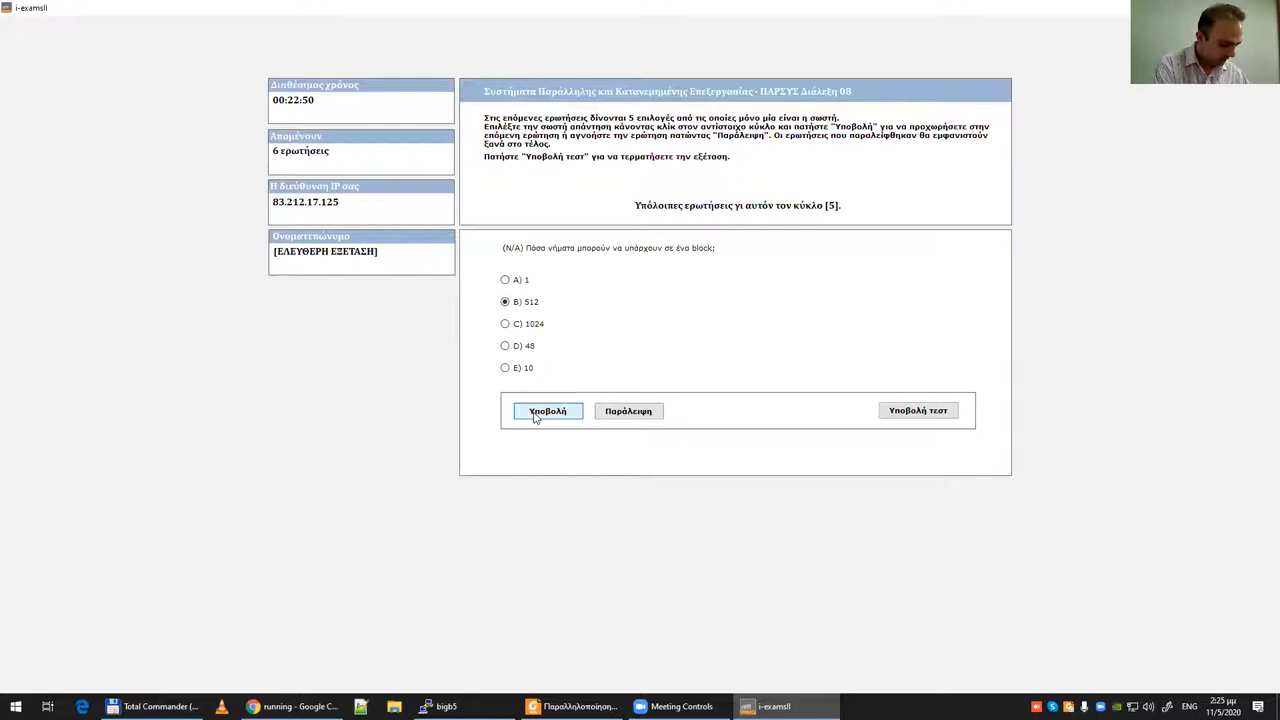 i-examsll
Διαθέσιμος χρόνος
00:22:50
Απομένουν
6 ερωτήσεις
Η διεύθυνση IP σας
83.212.17.125
Ονοματεπώνυμο
[ΕΛΕΥΘΕΡΗ ΕΞΕΤΑΣΗ]
Συστήματα Παράλληλης και Κατανεμημένης Επεξεργασίας - ΠΑΡΣΥΣ Διάλεξη 08
Στις επόμενες ερωτήσεις δίνονται 5 επιλογές από τις οποίες μόνο μία είναι η σωστή.
Επιλέξτε την σωστή απάντηση κάνοντας κλίκ στον αντίστοιχο κύκλο και πατήστε "Υποβολή" για να προχωρήσετε στην
επόμενη ερώτηση ή αγνοήστε την ερώτηση πατώντας "Παράλειψη". Οι ερωτήσεις που παραλείφθηκαν θα εμφανιστούν
ξανά στο τέλος.
Πατήστε "Υποβολή τεστ" για να τερματήσετε την εξέταση.
Υπόλοιπες ερωτήσεις γι αυτόν τον κύκλο [5].
(N/A) Πόσα νήματα μπορούν να υπάρχουν σε ένα block;
A) 1
B) 512
C) 1024
D) 48
E) 10
Υποβολή Παράλειψη Υποβολή τεστ
Total Commander (... running - Google C... bigb5 Παραλληλοποίηση... Meeting Controls i-examsll
ENG
2:25 μμ
11/5/2020